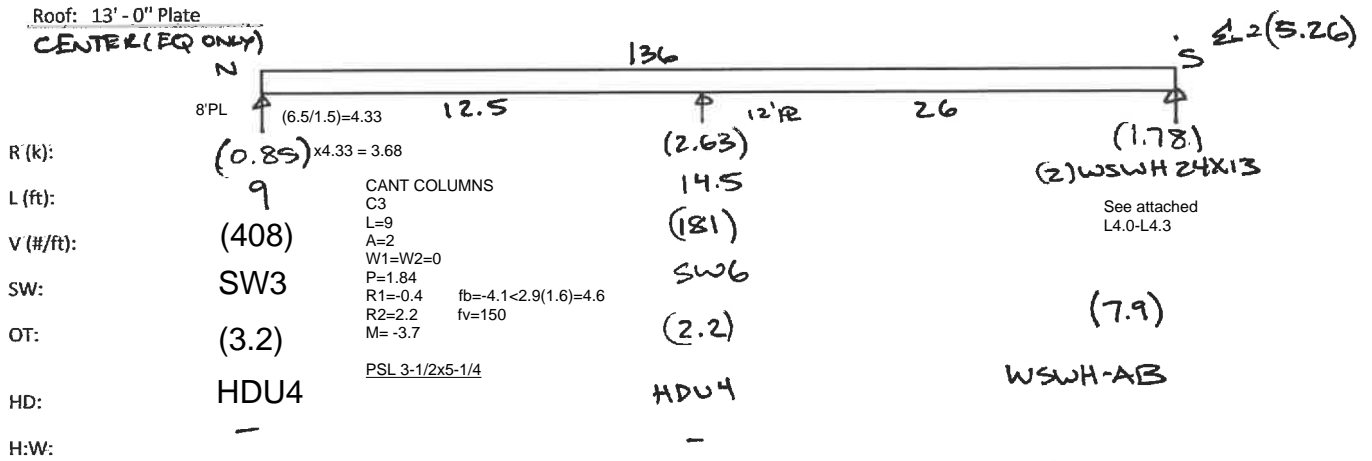 Roof: 13' - 0" Plate
CENTER (EQ ONLY)
N
136
S
Σ=2(5.26)
8'PL
(6.5/1.5)=4.33
12.5
12'PL
26
R (k):
(0.85)
x4.33 = 3.68
(2.63)
(1.78)
(2)WSWH 24X13
L (ft):
9
CANT COLUMNS
14.5
C3
See attached
L=9
L4.0-L4.3
V (#/ft):
(408)
A=2
(181)
W1=W2=0
SW:
SW3
P=1.84
SW6
R1=-0.4 fb=-4.1<2.9(1.6)=4.6
R2=2.2 fv=150
OT:
(3.2)
M= -3.7
(2.2)
(7.9)
PSL 3-1/2x5-1/4
HD:
HDU4
HDU4
WSWH-AB
H:W:
-
-